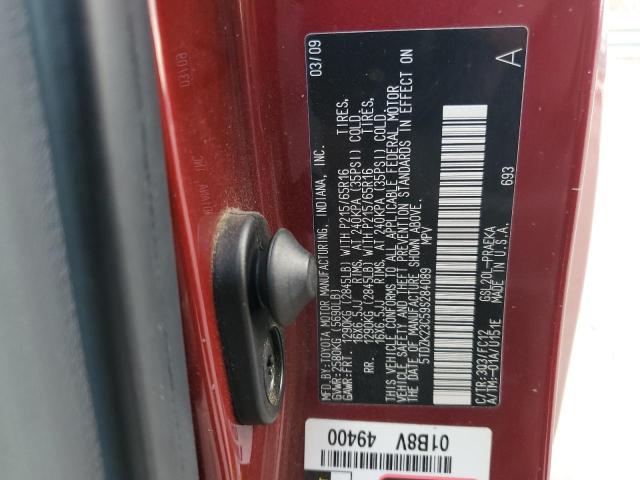 MFD. BY: TOYOTA MOTOR MANUFACTURING, INDIANA, INC. 03/09
GVWR: 2580KG (5690LB)
GAWR: FRT. 1290KG (2845LB) WITH P215/65R16 TIRES,
16X6.5JJ RIMS, AT 240KPA (35PSI) COLD.
RR. 1290KG (2845LB) WITH P215/65R16 TIRES,
16X6.5JJ RIMS, AT 240KPA (35PSI) COLD.
THIS VEHICLE CONFORMS TO ALL APPLICABLE FEDERAL MOTOR
VEHICLE SAFETY AND THEFT PREVENTION STANDARDS IN EFFECT ON
THE DATE OF MANUFACTURE SHOWN ABOVE.
5TDZK23C59S284089 MPV
A
C/TR: 3Q3/FC12 GSL20L-PRAEKA 693
A/TM: -01A/U151E MADE IN U.S.A.
01B8V 49400